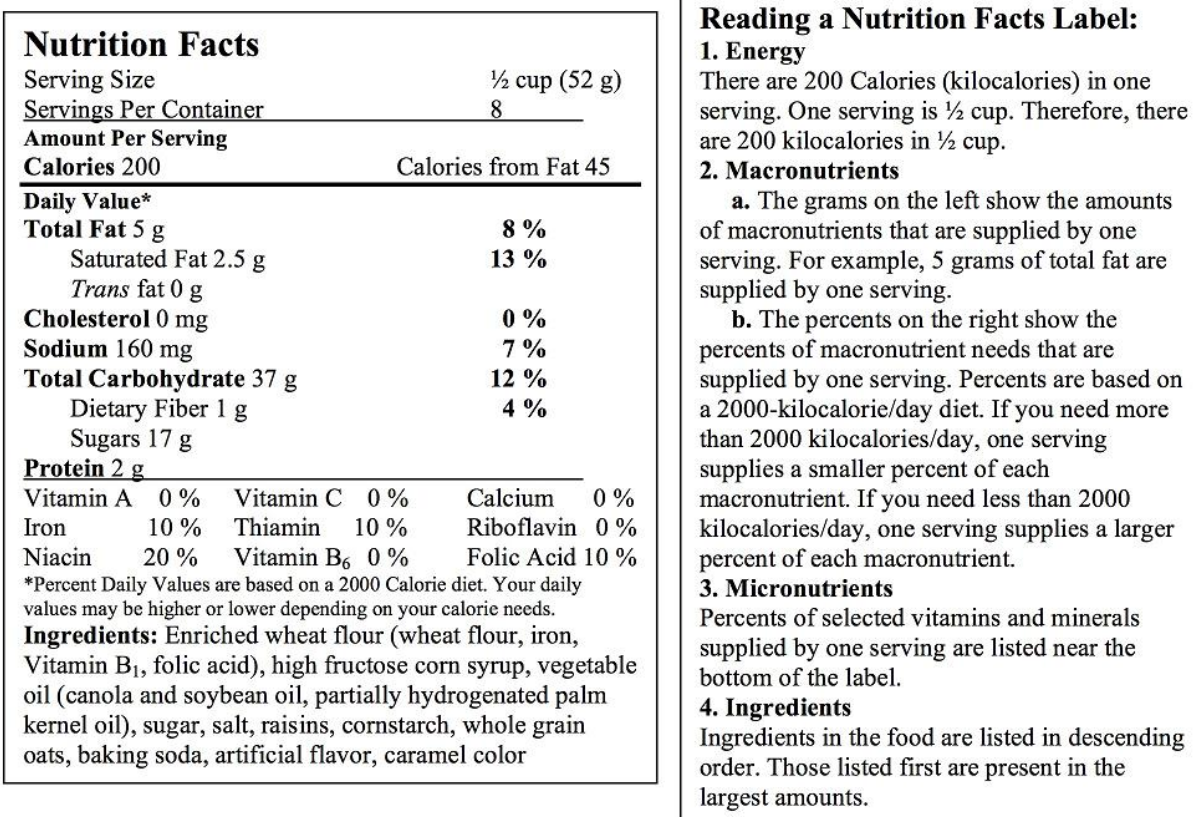 Nutrition Facts
Serving Size ½ cup (52 g)
Servings Per Container 8
Amount Per Serving
Calories 200 Calories from Fat 45
Daily Value*
Total Fat 5 g 8 %
Saturated Fat 2.5 g 13 %
Trans fat 0 g
Cholesterol 0 mg 0 %
Sodium 160 mg 7 %
Total Carbohydrate 37 g 12 %
Dietary Fiber 1 g 4 %
Sugars 17 g
Protein 2 g
Vitamin A 0 % Vitamin C 0 % Calcium 0 %
Iron 10 % Thiamin 10 % Riboflavin 0 %
Niacin 20 % Vitamin B₆ 0 % Folic Acid 10 %
*Percent Daily Values are based on a 2000 Calorie diet. Your daily
values may be higher or lower depending on your calorie needs.
Ingredients: Enriched wheat flour (wheat flour, iron,
Vitamin B₁, folic acid), high fructose corn syrup, vegetable
oil (canola and soybean oil, partially hydrogenated palm
kernel oil), sugar, salt, raisins, cornstarch, whole grain
oats, baking soda, artificial flavor, caramel color
Reading a Nutrition Facts Label:
1. Energy
There are 200 Calories (kilocalories) in one
serving. One serving is ½ cup. Therefore, there
are 200 kilocalories in ½ cup.
2. Macronutrients
a. The grams on the left show the amounts
of macronutrients that are supplied by one
serving. For example, 5 grams of total fat are
supplied by one serving.
b. The percents on the right show the
percents of macronutrient needs that are
supplied by one serving. Percents are based on
a 2000-kilocalorie/day diet. If you need more
than 2000 kilocalories/day, one serving
supplies a smaller percent of each
macronutrient. If you need less than 2000
kilocalories/day, one serving supplies a larger
percent of each macronutrient.
3. Micronutrients
Percents of selected vitamins and minerals
supplied by one serving are listed near the
bottom of the label.
4. Ingredients
Ingredients in the food are listed in descending
order. Those listed first are present in the
largest amounts.